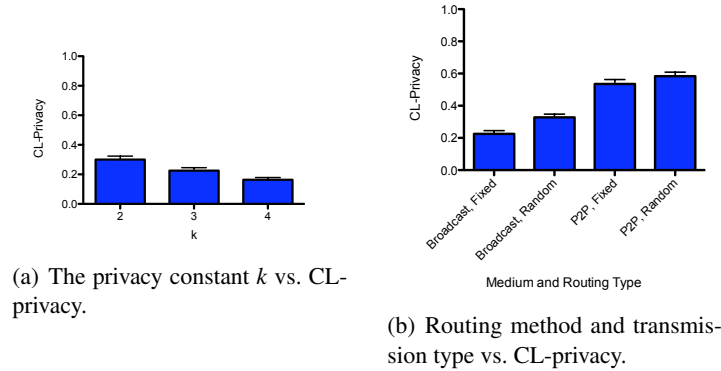 1.0
0.8
0.6
0.4
0.2
0.0
CL-Privacy
2 3 4
k
(a) The privacy constant k vs. CL-
privacy.
1.0
0.8
0.6
0.4
0.2
0.0
CL-Privacy
Broadcast, Fixed
Broadcast, Random
P2P, Fixed
P2P, Random
Medium and Routing Type
(b) Routing method and transmis-
sion type vs. CL-privacy.